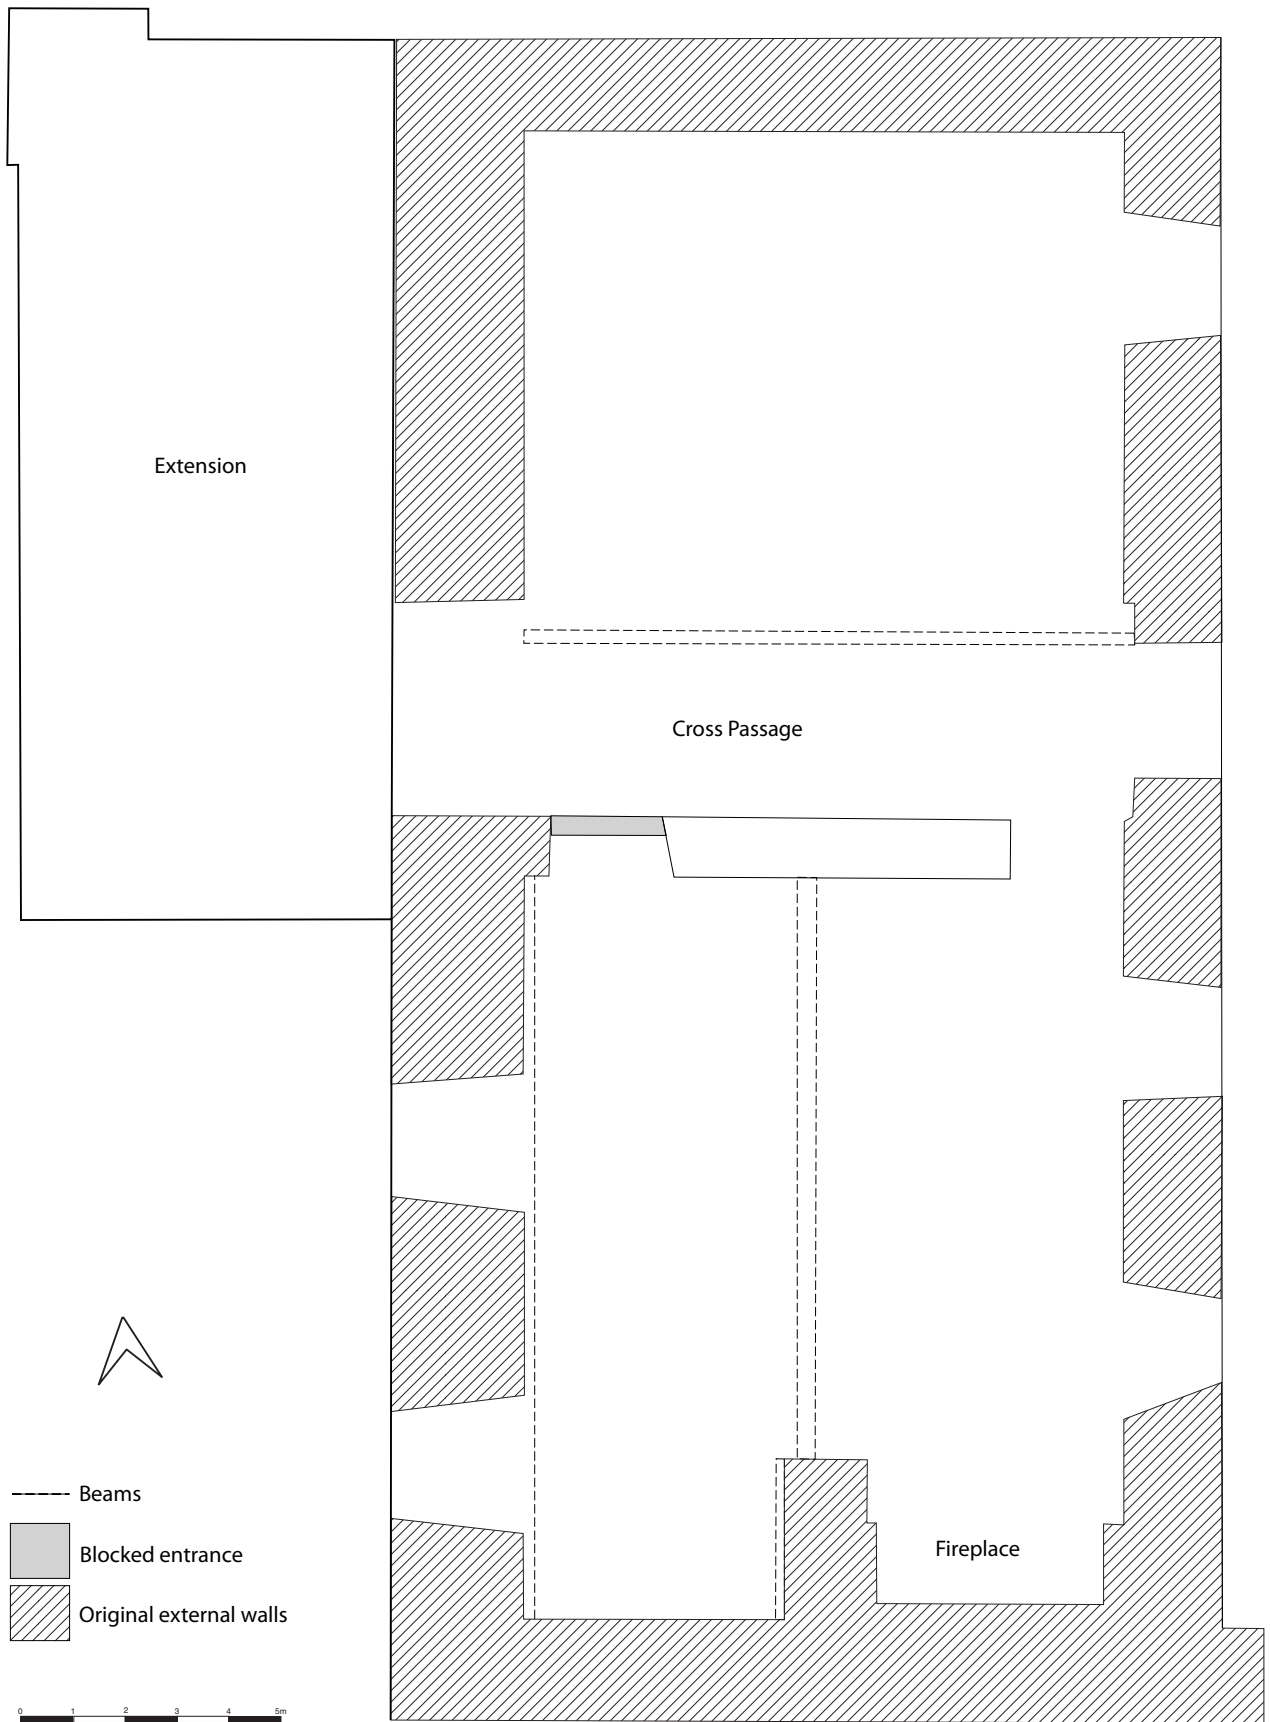 Extension
Cross Passage
Fireplace
Beams
Blocked entrance
Original external walls
0 1 2 3 4 5m